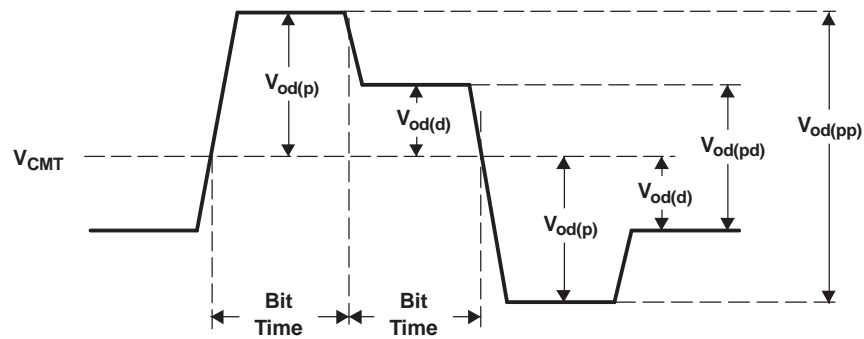 V_od(p)
V_od(d)
V_od(pp)
V_od(pd)
V_CMT
V_od(d)
V_od(p)
Bit
Time
Bit
Time